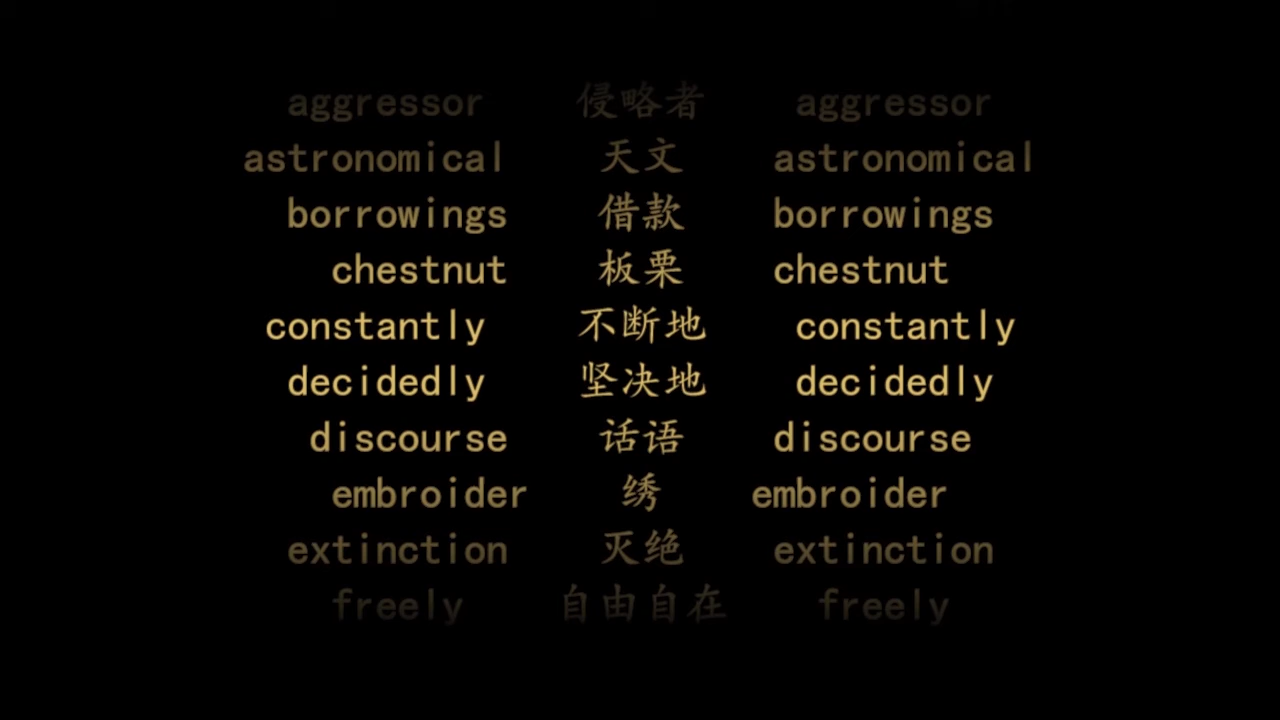 aggressor 侵略者 aggressor
astronomical 天文 astronomical
borrowings 借款 borrowings
chestnut 板栗 chestnut
constantly 不断地 constantly
decidedly 坚决地 decidedly
discourse 话语 discourse
embroider 绣 embroider
extinction 灭绝 extinction
freely 自由自在 freely